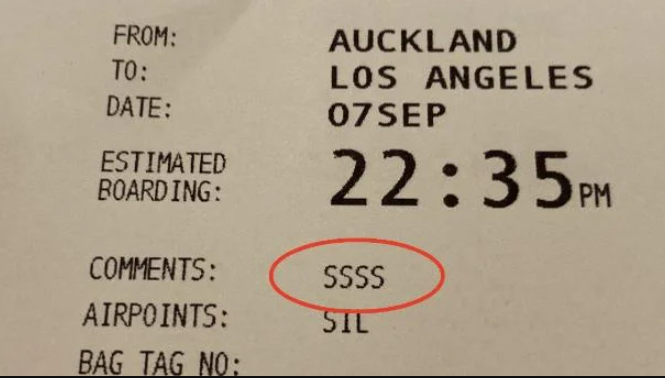 FROM: AUCKLAND
TO: LOS ANGELES
DATE: 07SEP
ESTIMATED
BOARDING: 22:35PM
COMMENTS: SSSS
AIRPOINTS: SIL
BAG TAG NO: